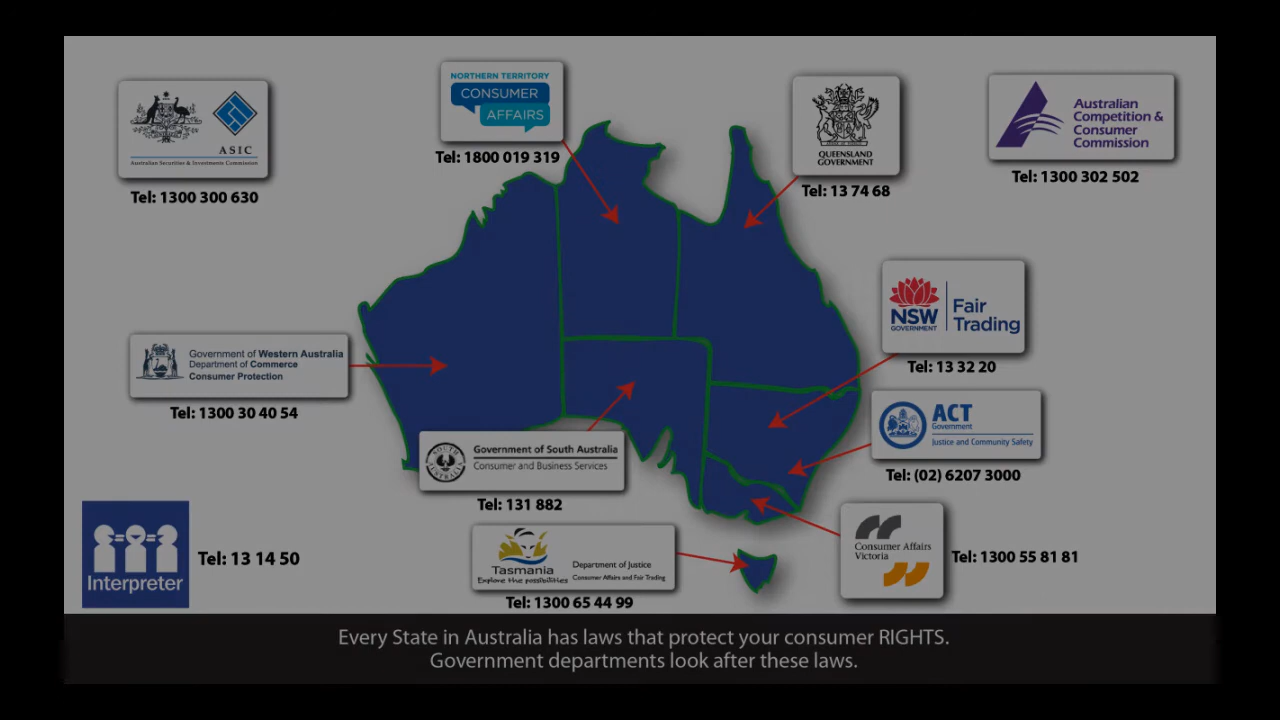 NORTHERN TERRITORY
CONSUMER
AFFAIRS
Tel: 1800 019 319
ASIC
Australian Securities & Investments Commission
Tel: 1300 300 630
QUEENSLAND
GOVERNMENT
Tel: 13 74 68
Australian
Competition &
Consumer
Commission
Tel: 1300 302 502
NSW
GOVERNMENT
Fair
Trading
Tel: 13 32 20
Government of Western Australia
Department of Commerce
Consumer Protection
Tel: 1300 30 40 54
ACT
Government
Justice and Community Safety
Tel: (02) 6207 3000
SOUTH
AUSTRALIA
Government of South Australia
Consumer and Business Services
Tel: 131 882
Interpreter
Tel: 13 14 50
Tasmania
Explore the possibilities
Department of Justice
Consumer Affairs and Fair Trading
Tel: 1300 65 44 99
Consumer Affairs
Victoria
Tel: 1300 55 81 81
Every State in Australia has laws that protect your consumer RIGHTS.
Government departments look after these laws.